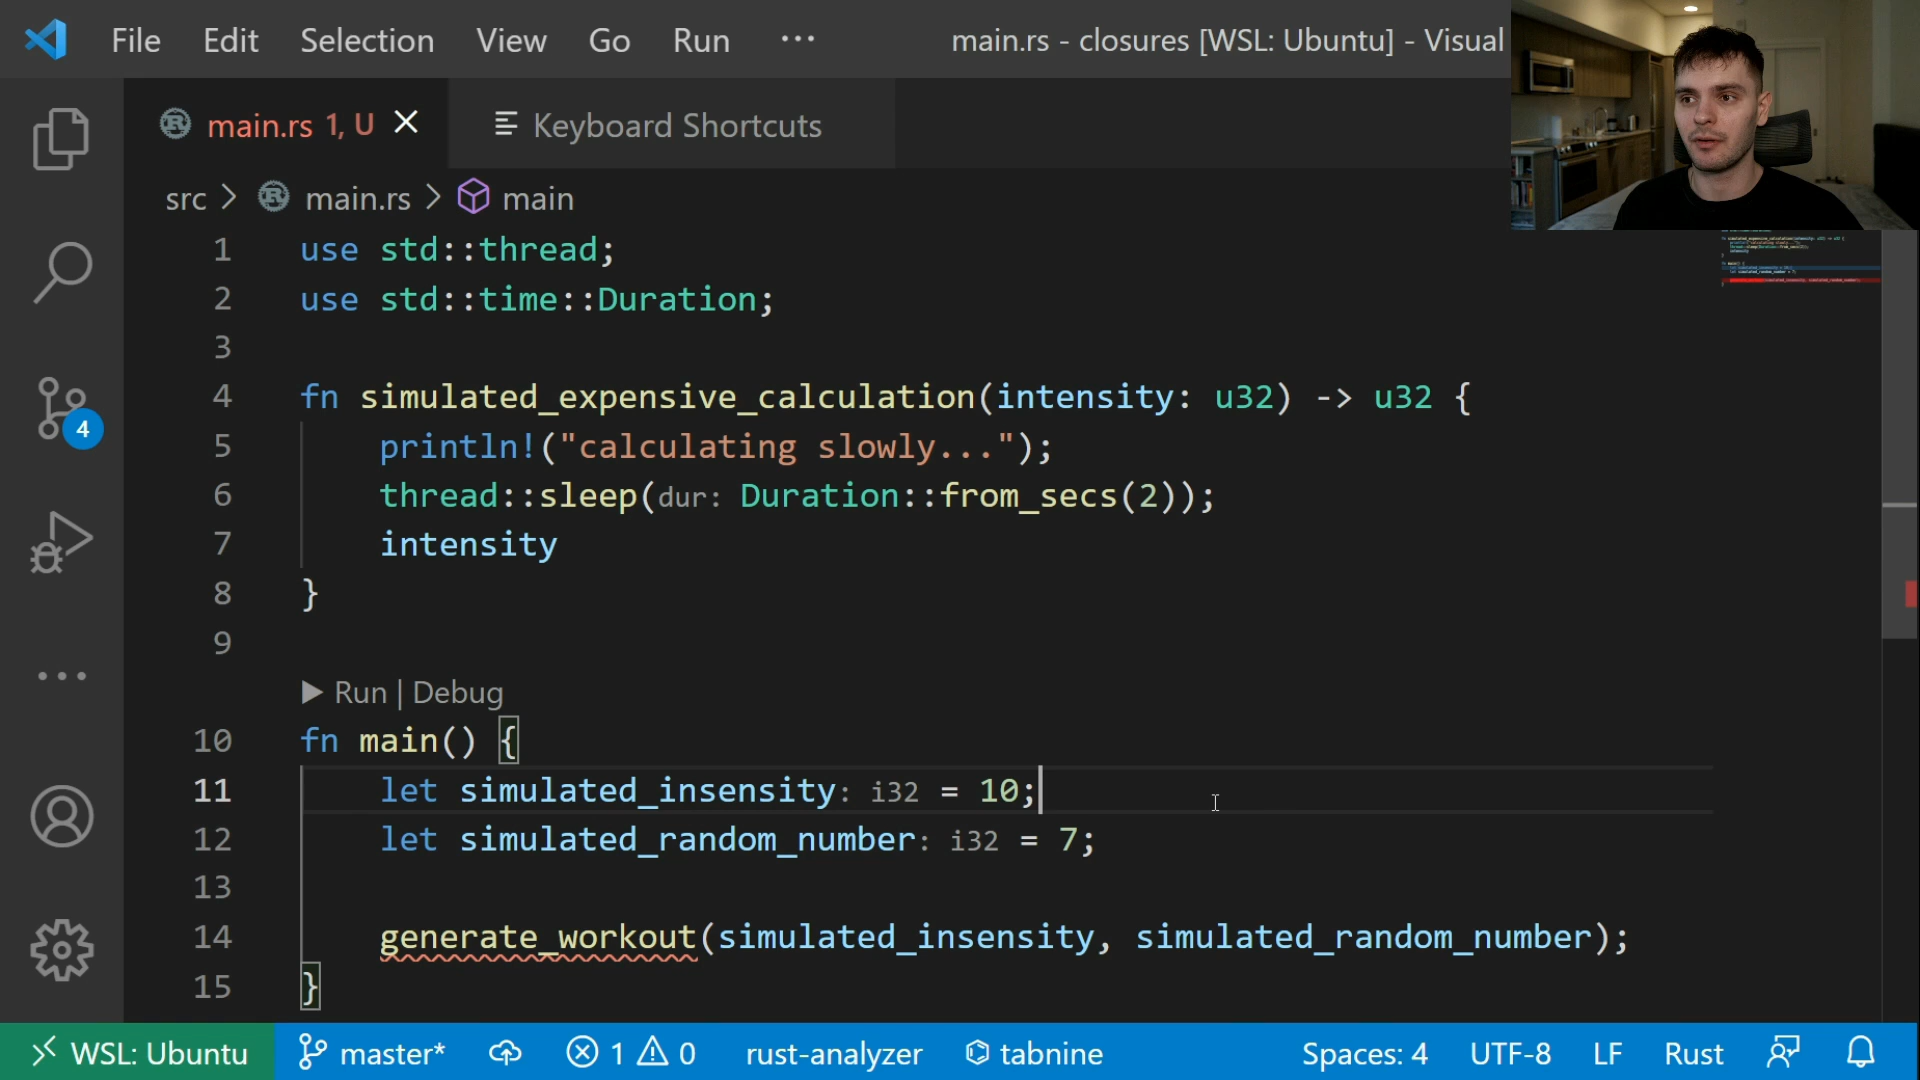 File Edit Selection View Go Run ··· main.rs - closures [WSL: Ubuntu] - Visual
main.rs 1, U Keyboard Shortcuts
src > main.rs > main
1 use std::thread;
2 use std::time::Duration;
3
4 fn simulated_expensive_calculation(intensity: u32) -> u32 {
5 println!("calculating slowly...");
6 thread::sleep(dur: Duration::from_secs(2));
7 intensity
8 }
9
Run | Debug
10 fn main() {
11 let simulated_insensity: i32 = 10;
12 let simulated_random_number: i32 = 7;
13
14 generate_workout(simulated_insensity, simulated_random_number);
15 }
4
WSL: Ubuntu master* 1 0 rust-analyzer tabnine Spaces: 4 UTF-8 LF Rust